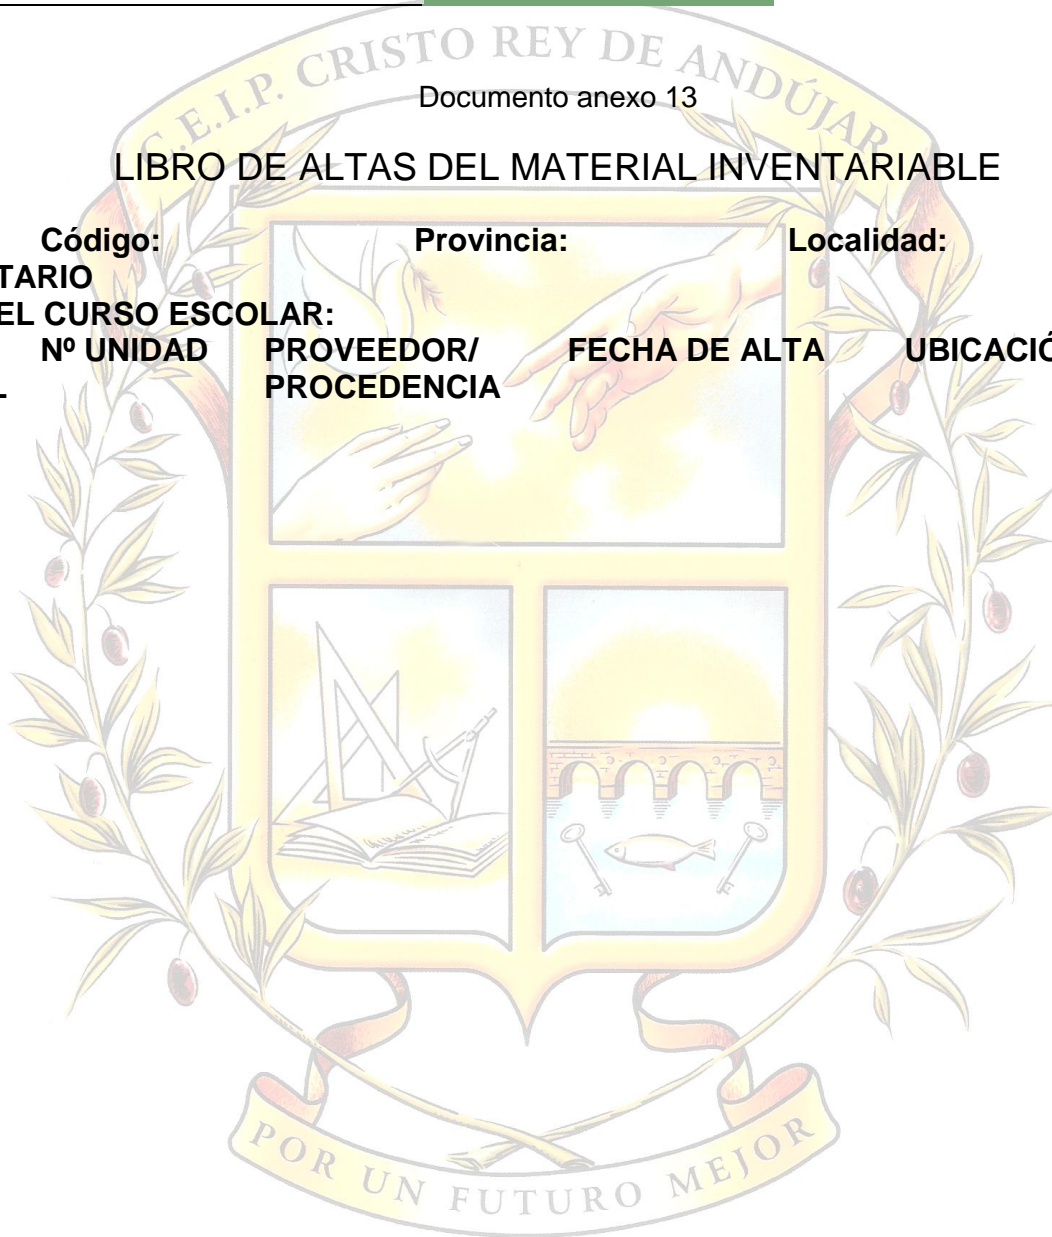 C.E.I.P. CRISTO REY DE ANDÚJAR
Documento anexo 13
LIBRO DE ALTAS DEL MATERIAL INVENTARIABLE
Código: Provincia: Localidad:
TARIO
EL CURSO ESCOLAR:
Nº UNIDAD PROVEEDOR/ FECHA DE ALTA UBICACIÓ
L PROCEDENCIA
POR UN FUTURO MEJOR